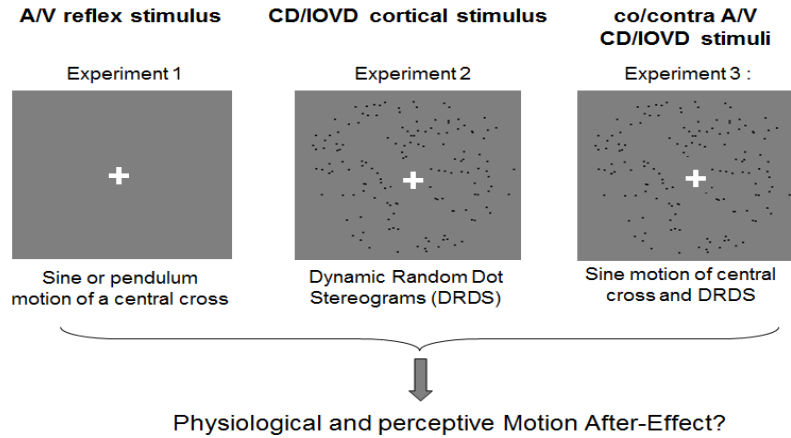 A/V reflex stimulus
CD/IOVD cortical stimulus
co/contra A/V
CD/IOVD stimuli
Experiment 1
Experiment 2
Experiment 3 :
Sine or pendulum
motion of a central cross
Dynamic Random Dot
Stereograms (DRDS)
Sine motion of central
cross and DRDS
Physiological and perceptive Motion After-Effect?